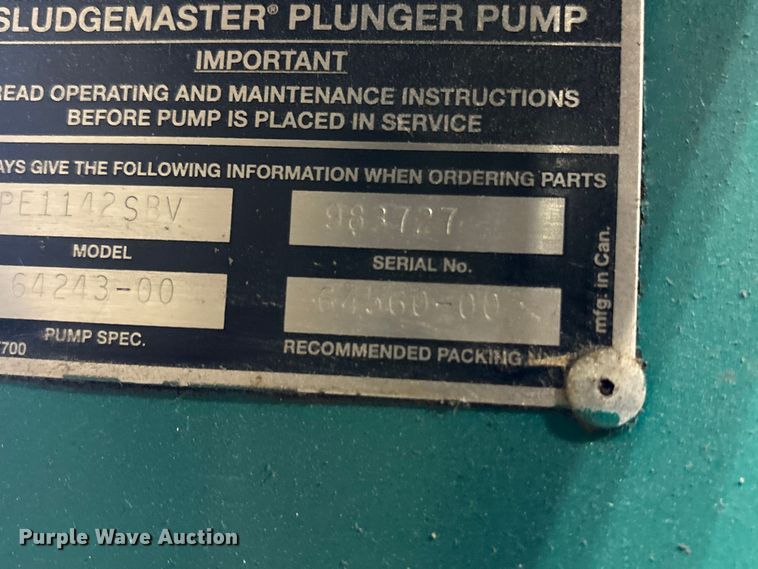 SLUDGEMASTER® PLUNGER PUMP
IMPORTANT
READ OPERATING AND MAINTENANCE INSTRUCTIONS
BEFORE PUMP IS PLACED IN SERVICE
AYS GIVE THE FOLLOWING INFORMATION WHEN ORDERING PARTS
PE1142SBV
983727
MODEL
SERIAL No.
64243-00
64560-00
PUMP SPEC.
RECOMMENDED PACKING
7700
mfg. in Can.
Purple Wave Auction